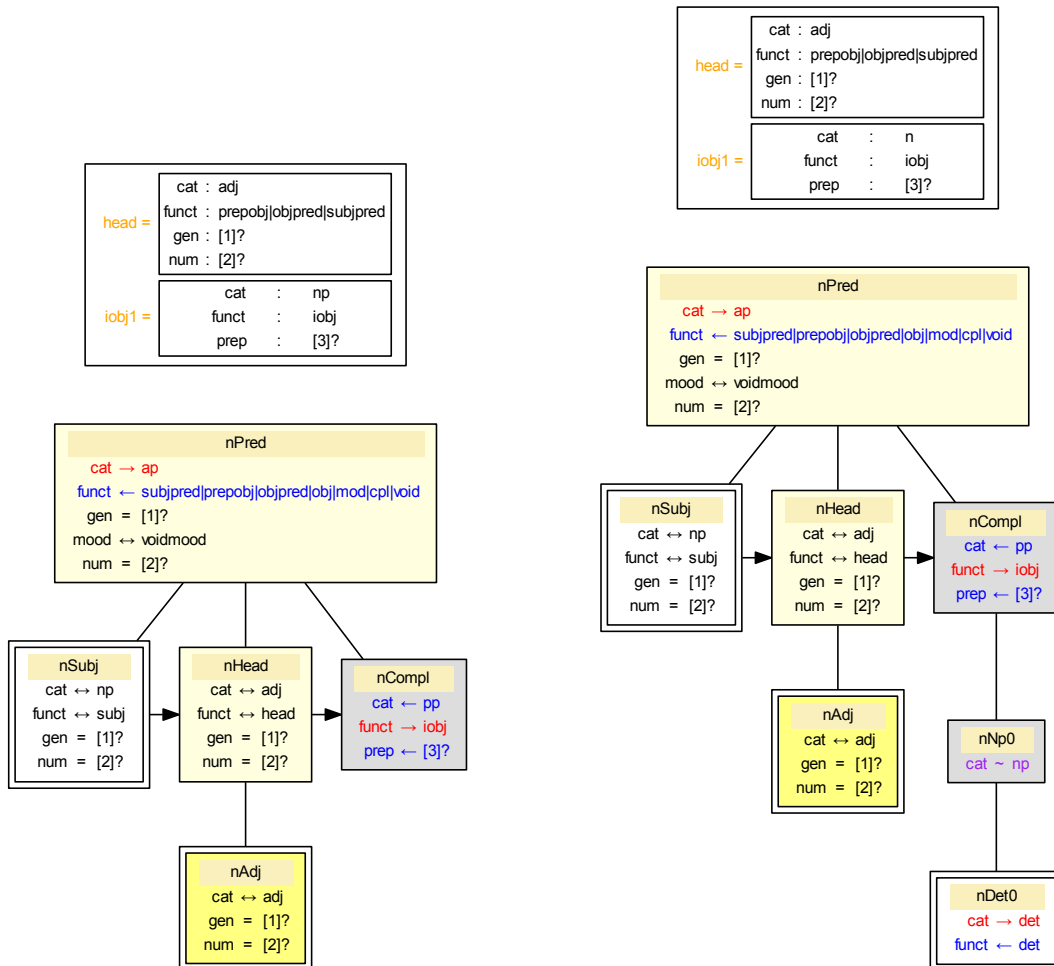 head =
cat : adj
funct : prepobj|objpred|subjpred
gen : [1]?
num : [2]?
iobj1 =
cat : np
funct : iobj
prep : [3]?
nPred
cat → ap
funct ← subjpred|prepobj|objpred|obj|mod|cpl|void
gen = [1]?
mood ↔ voidmood
num = [2]?
nSubj
cat ↔ np
funct ↔ subj
gen = [1]?
num = [2]?
nHead
cat ↔ adj
funct ↔ head
gen = [1]?
num = [2]?
nCompl
cat ← pp
funct → iobj
prep ← [3]?
nAdj
cat ↔ adj
gen = [1]?
num = [2]?
head =
cat : adj
funct : prepobj|objpred|subjpred
gen : [1]?
num : [2]?
iobj1 =
cat : n
funct : iobj
prep : [3]?
nPred
cat → ap
funct ← subjpred|prepobj|objpred|obj|mod|cpl|void
gen = [1]?
mood ↔ voidmood
num = [2]?
nSubj
cat ↔ np
funct ↔ subj
gen = [1]?
num = [2]?
nHead
cat ↔ adj
funct ↔ head
gen = [1]?
num = [2]?
nCompl
cat ← pp
funct → iobj
prep ← [3]?
nAdj
cat ↔ adj
gen = [1]?
num = [2]?
nNp0
cat ~ np
nDet0
cat → det
funct ← det